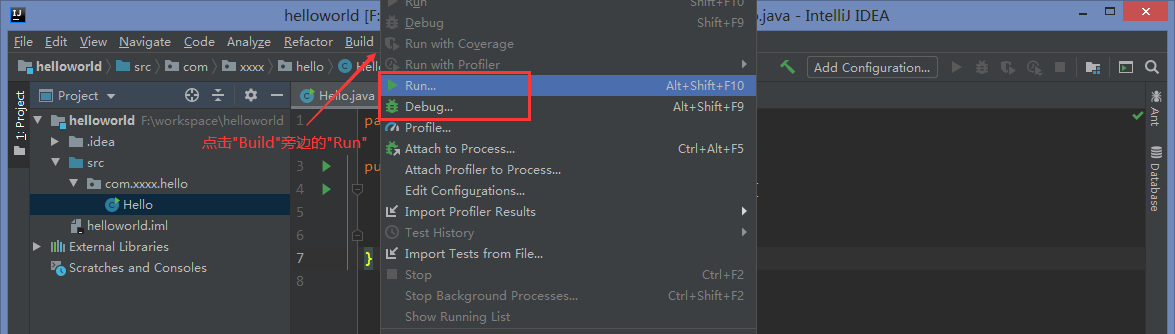 helloworld [F:
.java - IntelliJ IDEA
File Edit View Navigate Code Analyze Refactor Build
helloworld src com xxxx hello Hello
Add Configuration...
Project
Hello.java
1: Project
helloworld F:\workspace\helloworld
.idea
src
com.xxxx.hello
Hello
helloworld.iml
External Libraries
Scratches and Consoles
点击"Build"旁边的"Run"
1 pa
3 pu
4
5
6
7 }
8
Run Shift+F10
Debug Shift+F9
Run with Coverage
Run with Profiler
Run... Alt+Shift+F10
Debug... Alt+Shift+F9
Profile...
Attach to Process... Ctrl+Alt+F5
Attach Profiler to Process...
Edit Configurations...
Import Profiler Results
Test History
Import Tests from File...
Stop Ctrl+F2
Stop Background Processes... Ctrl+Shift+F2
Show Running List
Ant
Database